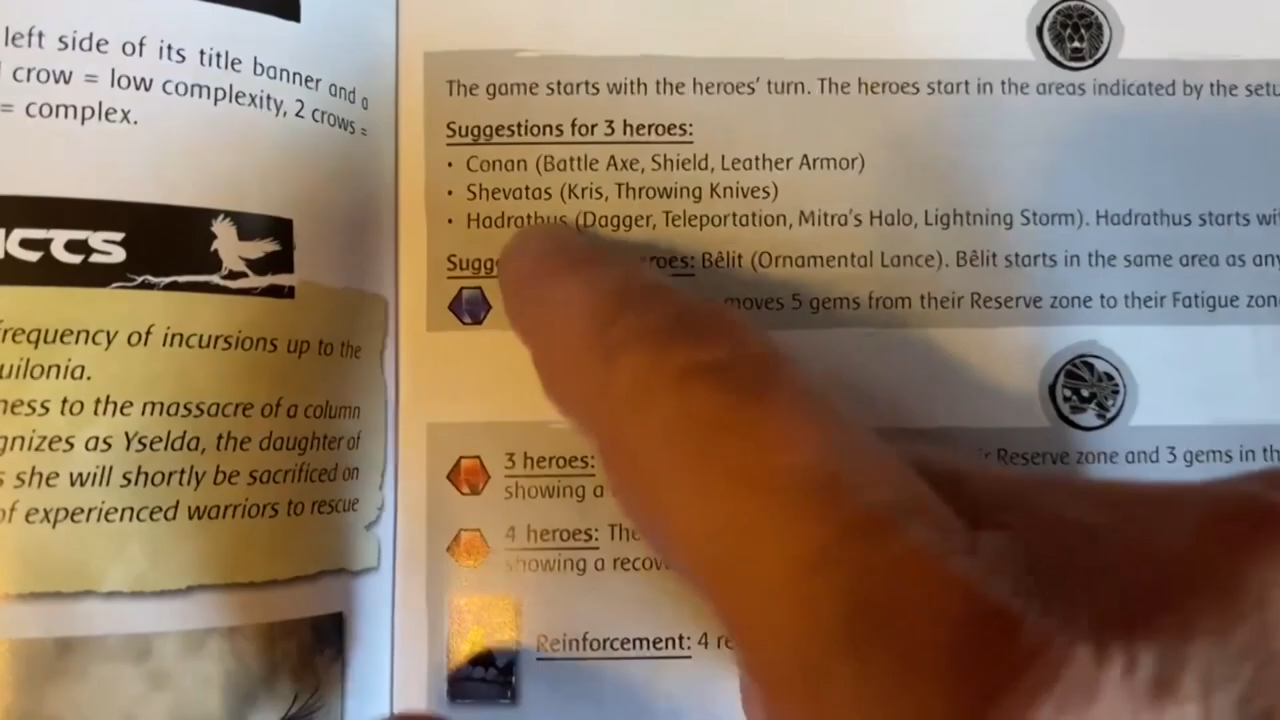 left side of its title banner and a
crow = low complexity, 2 crows =
= complex.
frequency of incursions up to the
uilonia.
ness to the massacre of a column
gnizes as Yselda, the daughter of
s she will shortly be sacrificed on
of experienced warriors to rescue
The game starts with the heroes' turn. The heroes start in the areas indicated by the setu
Suggestions for 3 heroes:
• Conan (Battle Axe, Shield, Leather Armor)
• Shevatas (Kris, Throwing Knives)
• Hadrathus (Dagger, Teleportation, Mitra's Halo, Lightning Storm). Hadrathus starts wi
Sugge roes: Bêlit (Ornamental Lance). Bêlit starts in the same area as any
moves 5 gems from their Reserve zone to their Fatigue zon
3 heroes: r Reserve zone and 3 gems in th
showing a
4 heroes: The
showing a recov
Reinforcement: 4 re